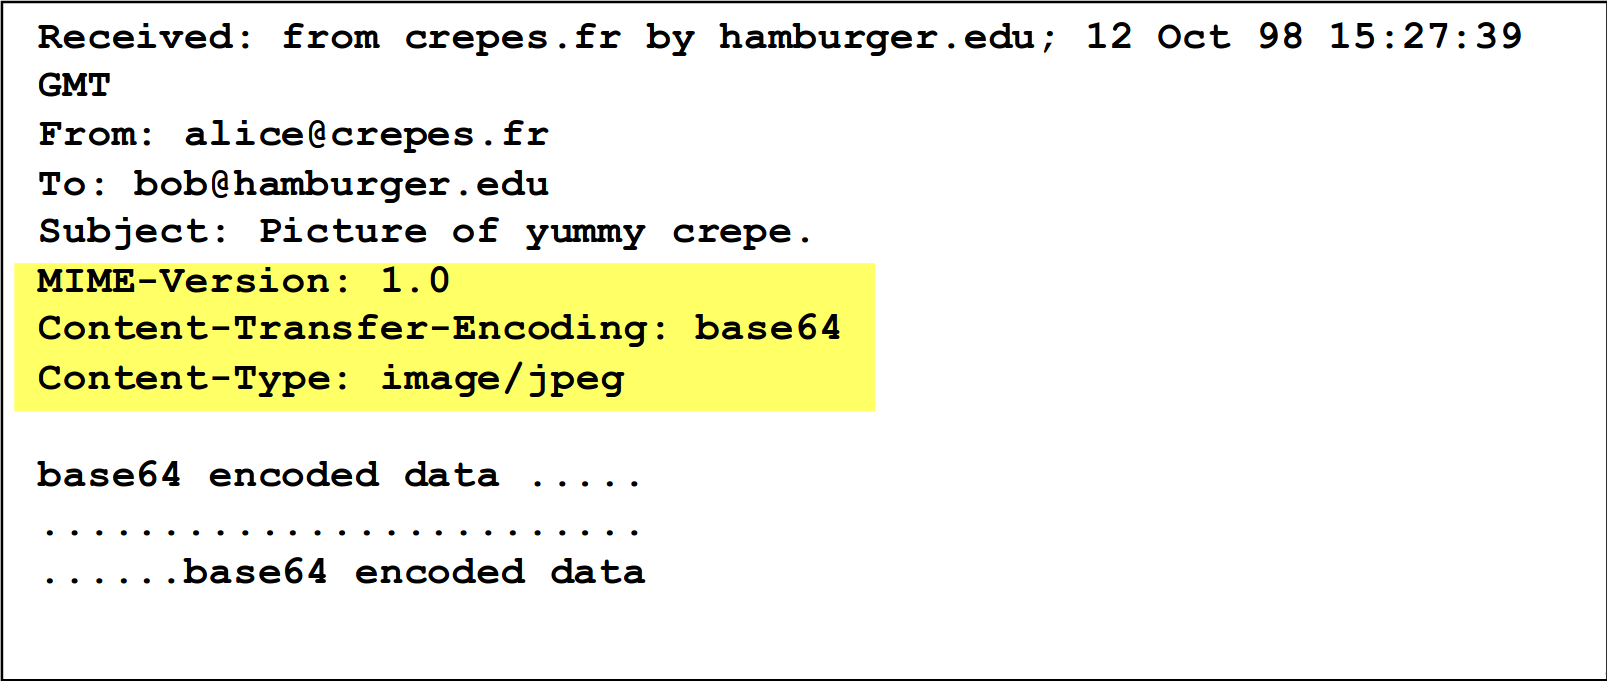 Received: from crepes.fr by hamburger.edu; 12 Oct 98 15:27:39
GMT
From: alice@crepes.fr
To: bob@hamburger.edu
Subject: Picture of yummy crepe.
MIME-Version: 1.0
Content-Transfer-Encoding: base64
Content-Type: image/jpeg
base64 encoded data .....
.........................
......base64 encoded data